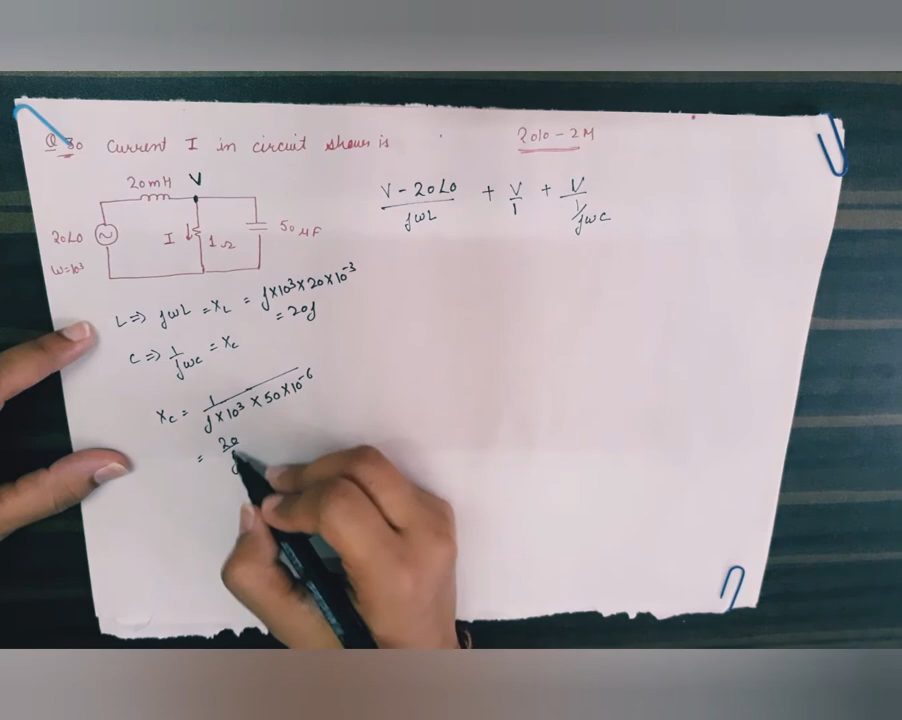 Q 30 Current I in circuit shown is
2010 - 2M
20mH V
20∠0
I 1Ω 50 μF
ω=10³
(V - 20∠0)/(jωL) + V/1 + V/(1/jωc)
L ⇒ jωL = X_L = j×10³×20×10⁻³
= 20j
C ⇒ 1/jωc = X_c
X_c = 1/(j×10³×50×10⁻⁶)
= 20/j